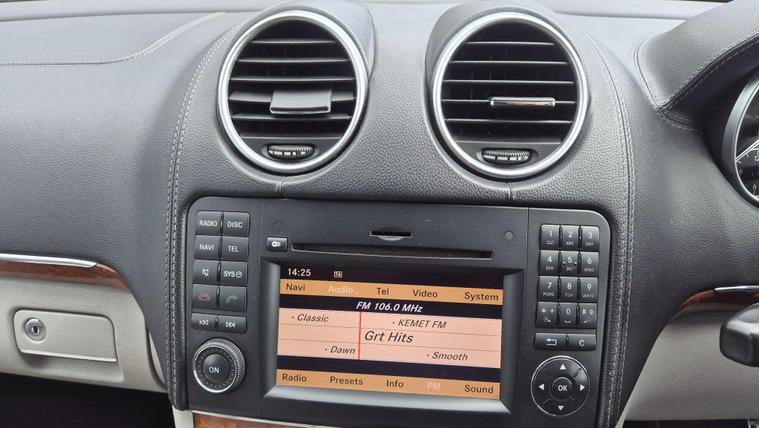 RADIO DISC
NAVI TEL
SYS
ON
14:25 TA
Navi Audio Tel Video System
FM 106.0 MHz
Classic KEMET FM
Grt Hits
Dawn Smooth
Radio Presets Info FM Sound
1 2 ABC 3 DEF
4 GHI 5 JKL 6 MNO
7 PQRS 8 TUV 9 WXYZ
* 0 #
C
OK